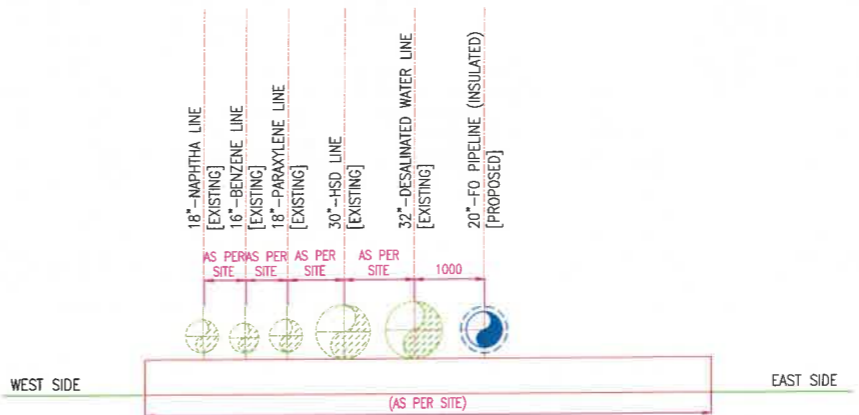 18"-NAPHTHA LINE
[EXISTING]
16"-BENZENE LINE
[EXISTING]
18"-PARAXYLENE LINE
[EXISTING]
30"-HSD LINE
[EXISTING]
32"-DESALINATED WATER LINE
[EXISTING]
20"-FO PIPELINE (INSULATED)
[PROPOSED]
AS PER
SITE
AS PER
SITE
AS PER
SITE
AS PER
SITE
1000
WEST SIDE
EAST SIDE
(AS PER SITE)